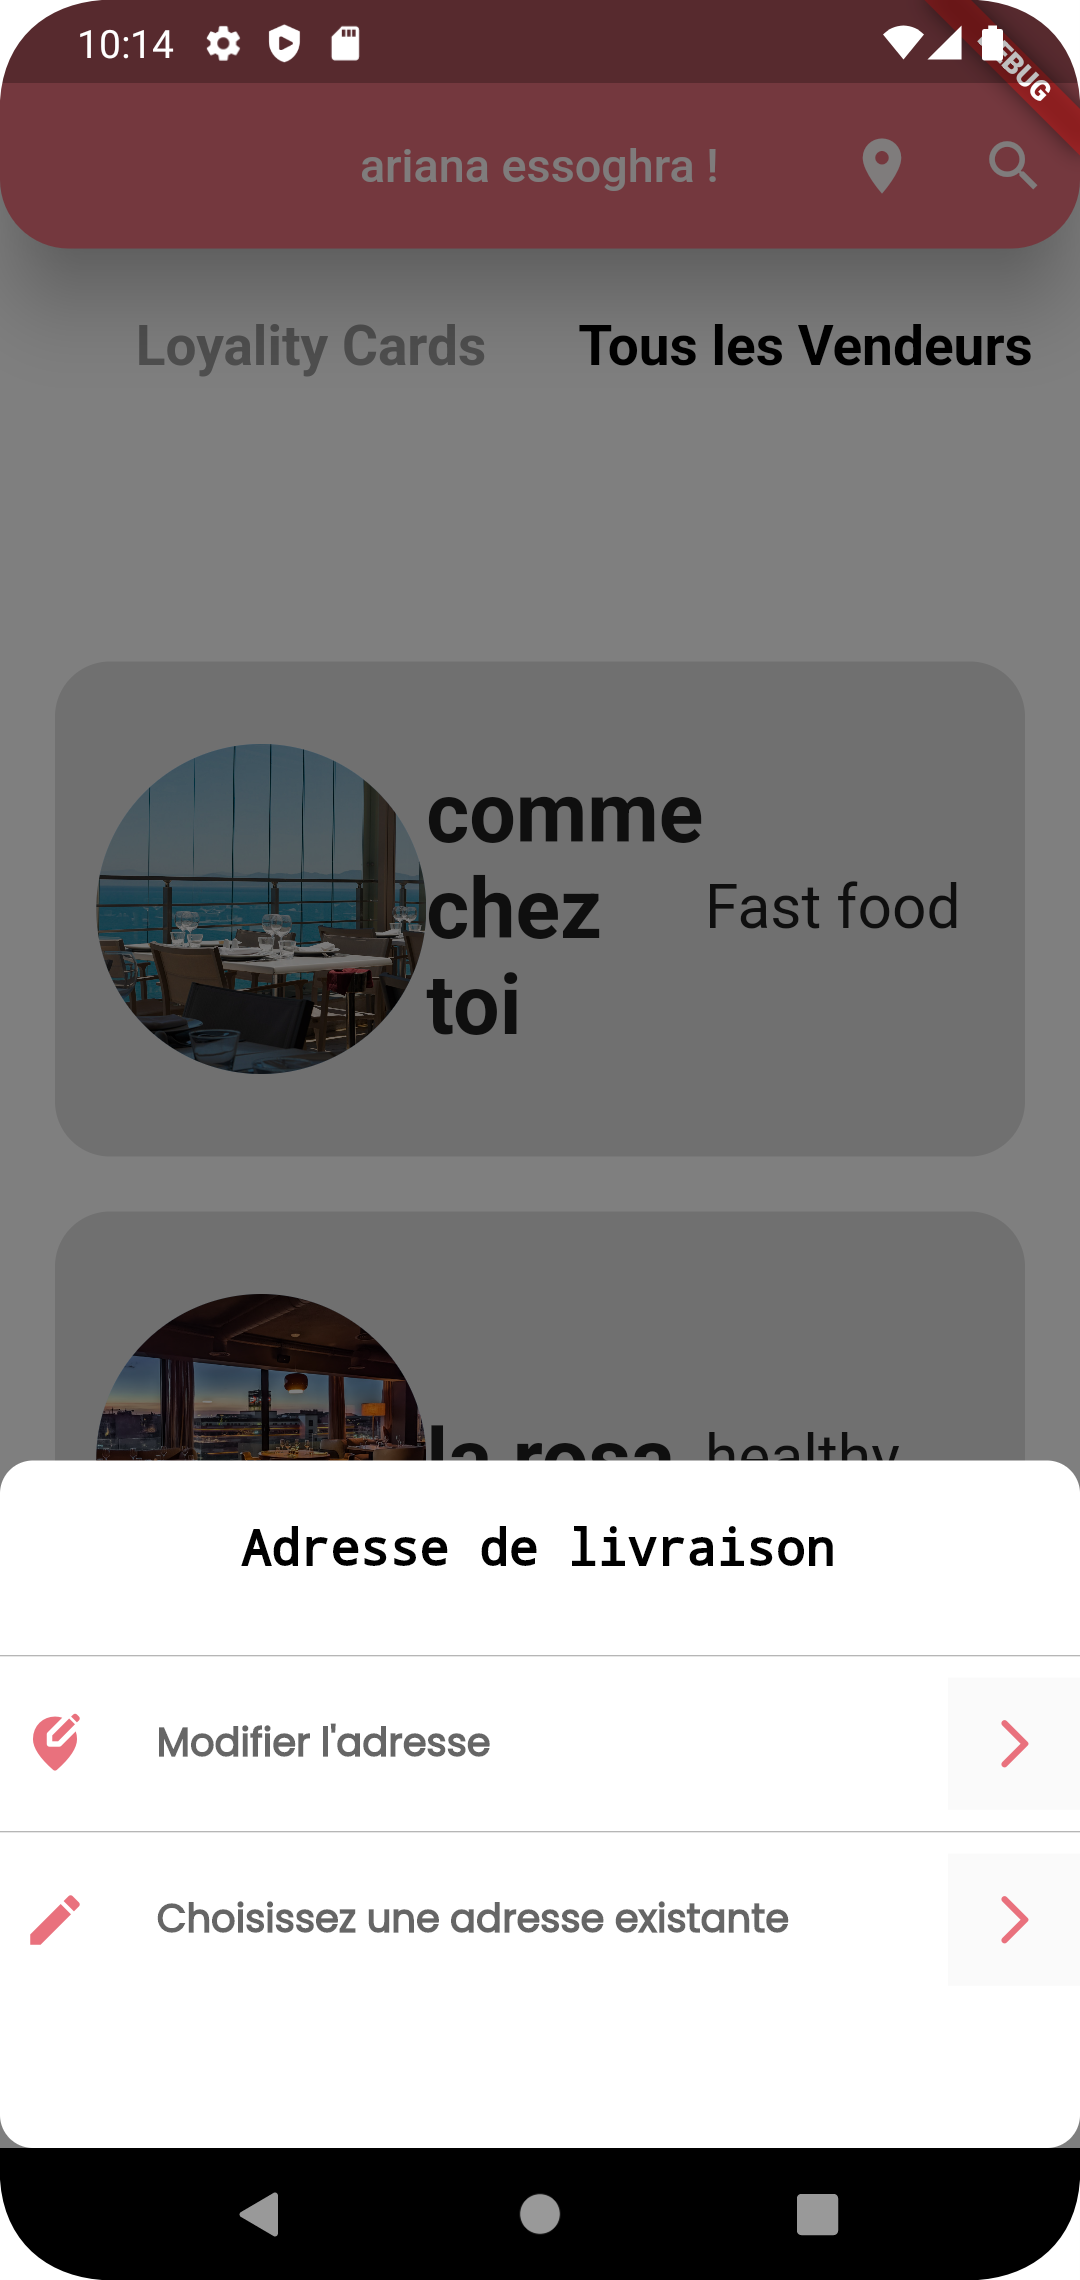 10:14
ariana essoghra !
Loyality Cards Tous les Vendeurs
comme
chez
toi
Fast food
la rosa healthy
Adresse de livraison
Modifier l'adresse
Choisissez une adresse existante